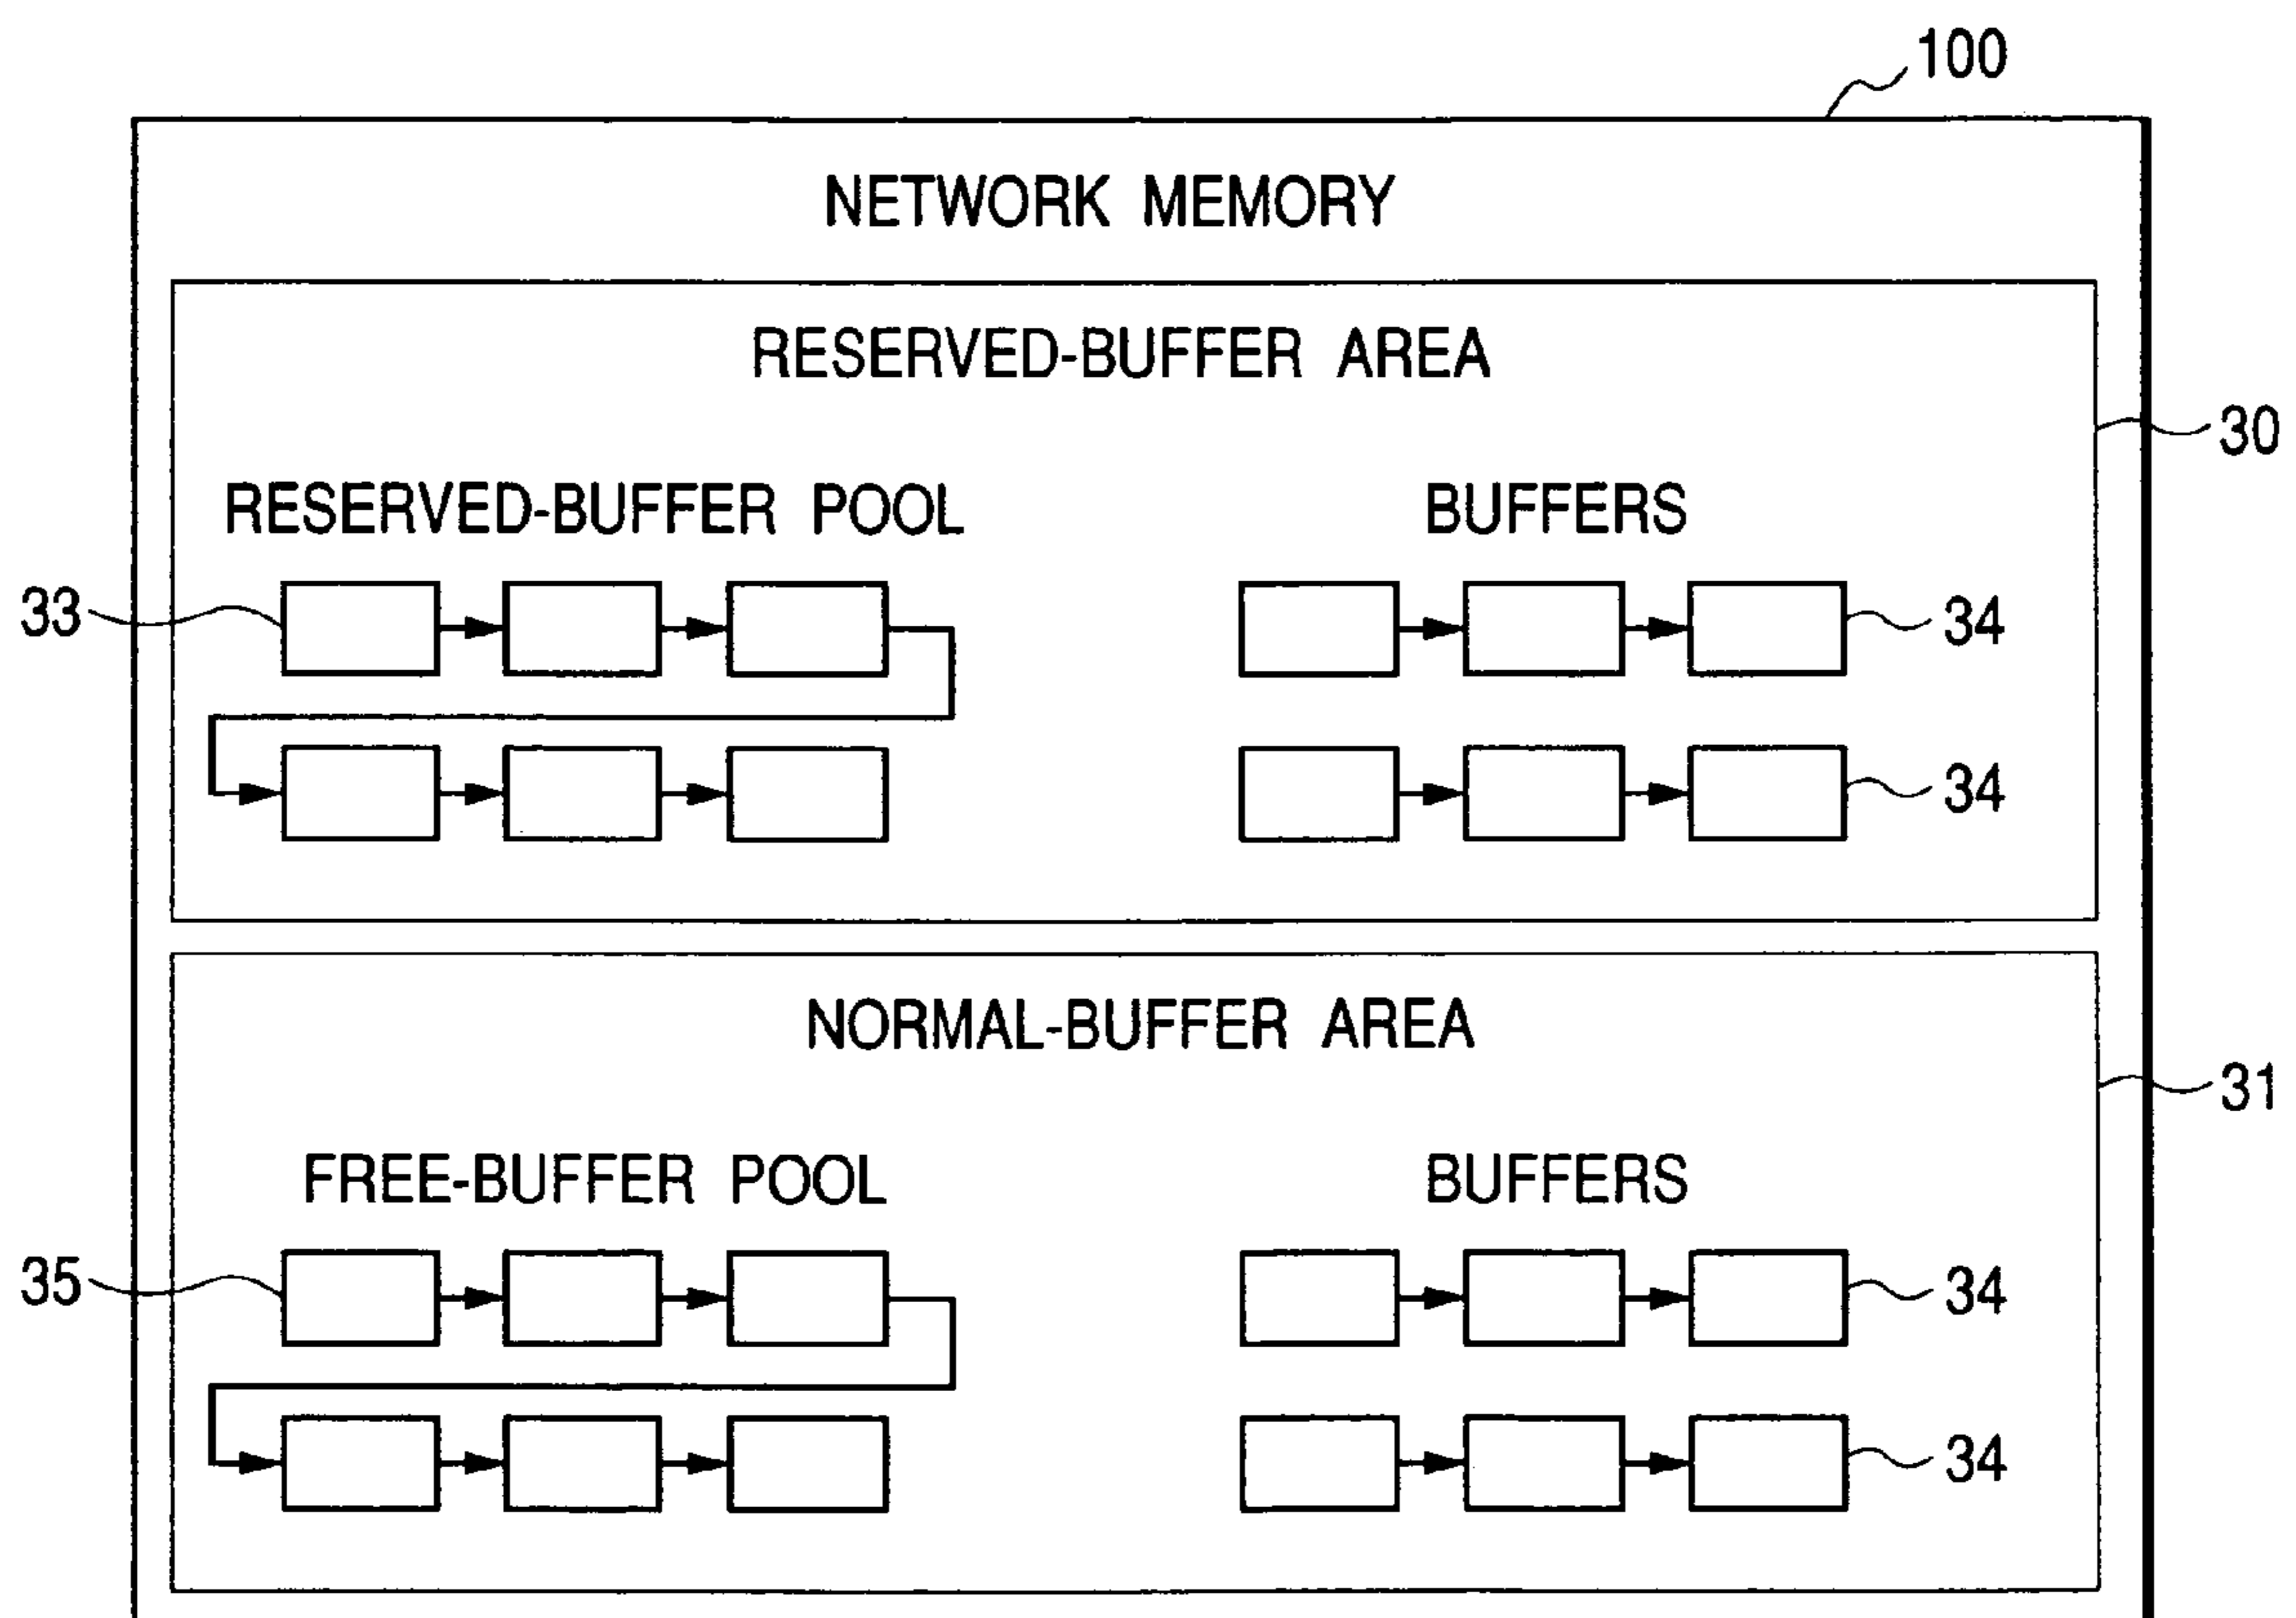 100
NETWORK MEMORY
RESERVED-BUFFER AREA
30
RESERVED-BUFFER POOL
BUFFERS
33
34
34
NORMAL-BUFFER AREA
31
FREE-BUFFER POOL
BUFFERS
35
34
34